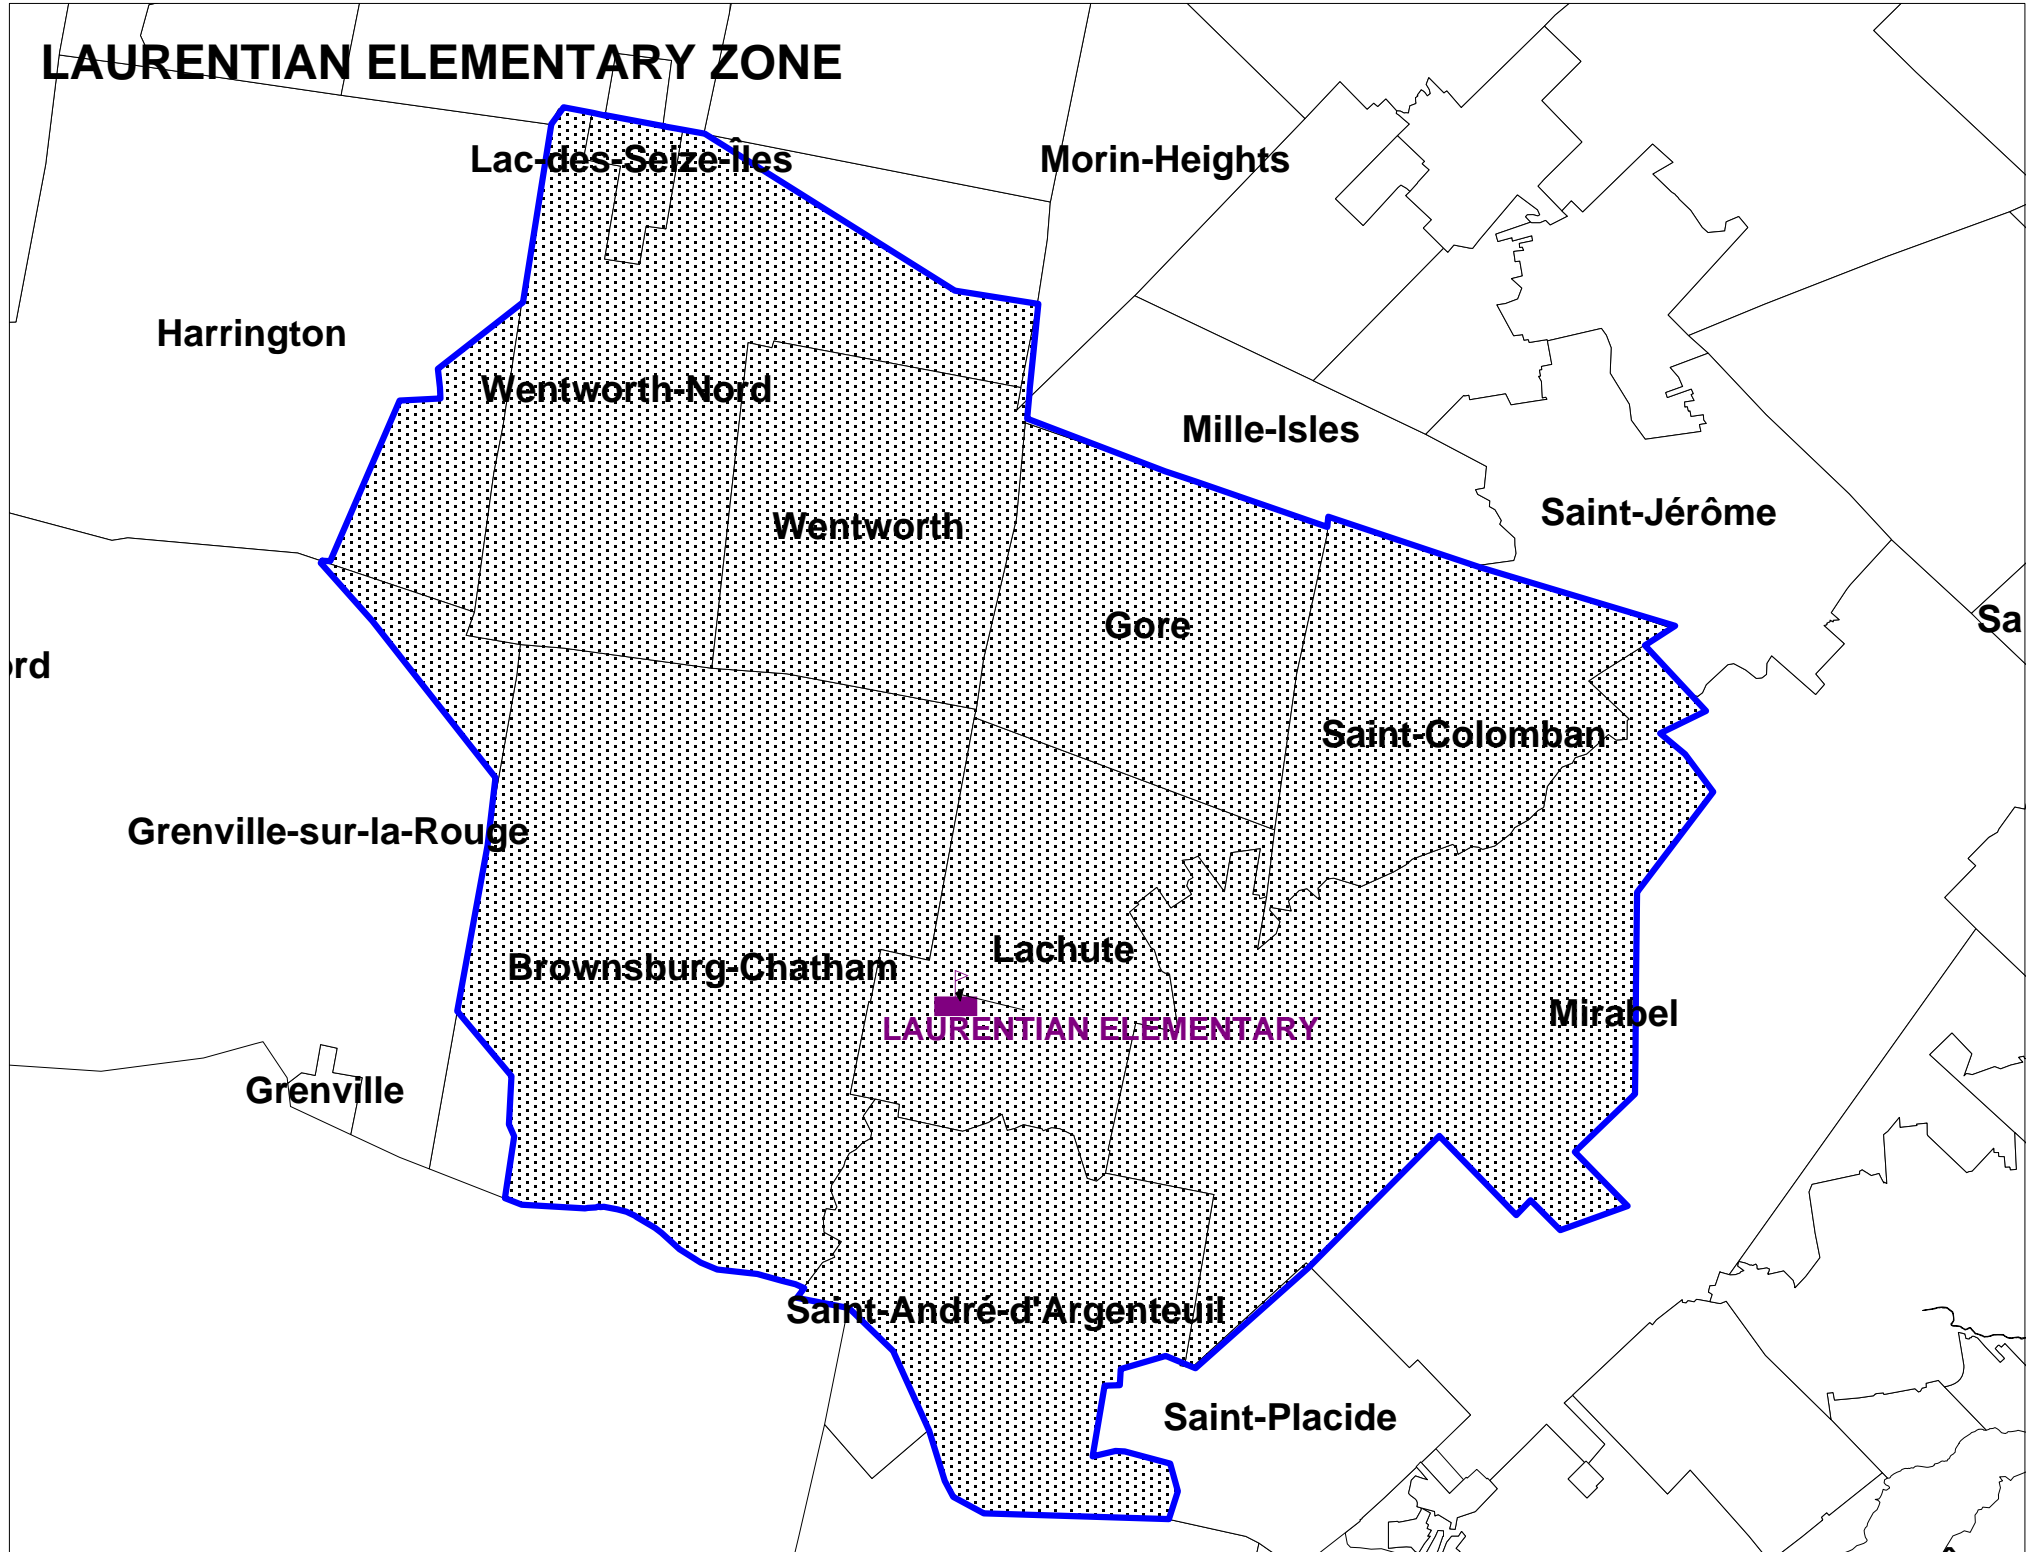 LAURENTIAN ELEMENTARY ZONE
Lac-des-Seize-Îles
Morin-Heights
Harrington
Wentworth-Nord
Mille-Isles
Saint-Jérôme
Wentworth
Gore
Sa
ord
Saint-Colomban
Grenville-sur-la-Rouge
Lachute
Brownsburg-Chatham
Mirabel
LAURENTIAN ELEMENTARY
Grenville
Saint-André-d'Argenteuil
Saint-Placide